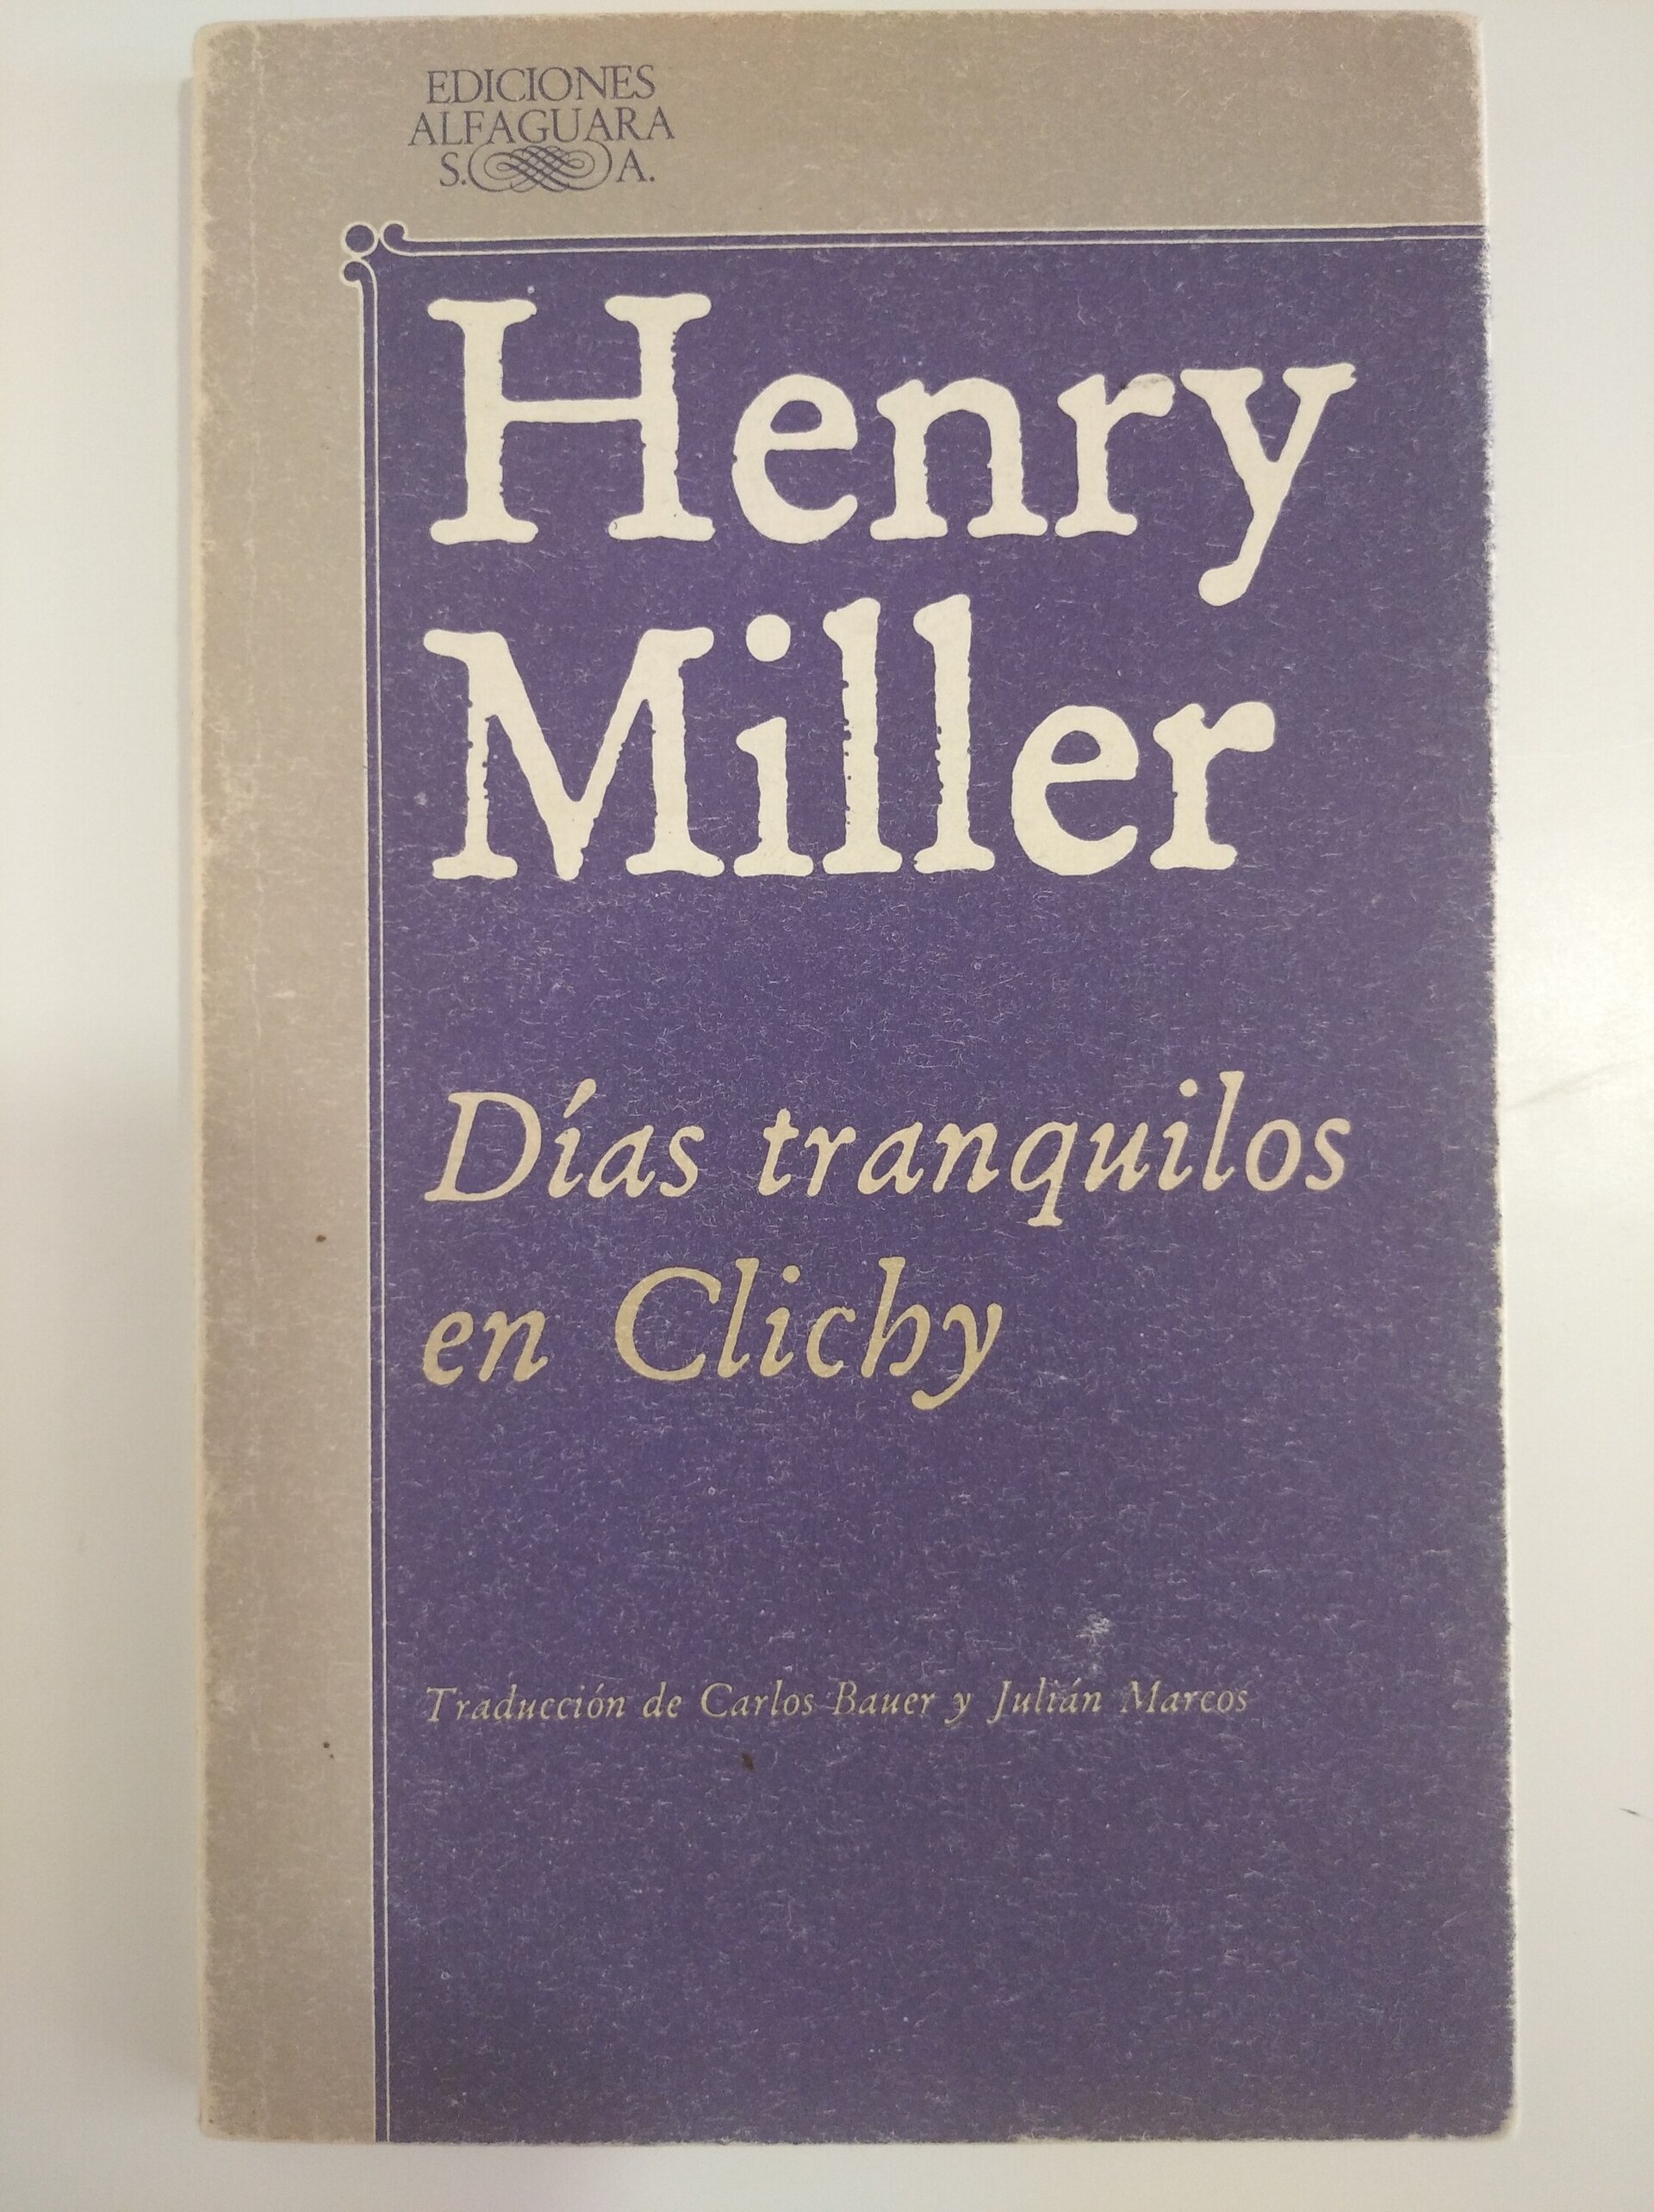 EDICIONES
ALFAGUARA
S. A.
Henry
Miller
Días tranquilos
en Clichy
Traducción de Carlos Bauer y Julián Marcos